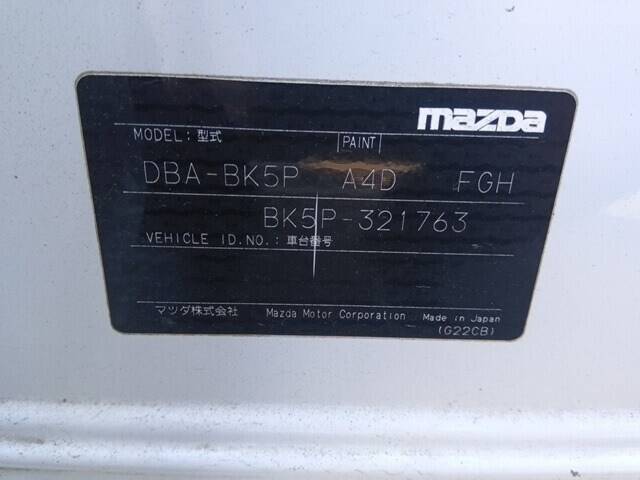 mazda
MODEL: 型式 PAINT
DBA-BK5P A4D FGH
BK5P-321763
VEHICLE ID.NO.: 車台番号
マツダ株式会社 Mazda Motor Corporation Made in Japan
(G22CB)